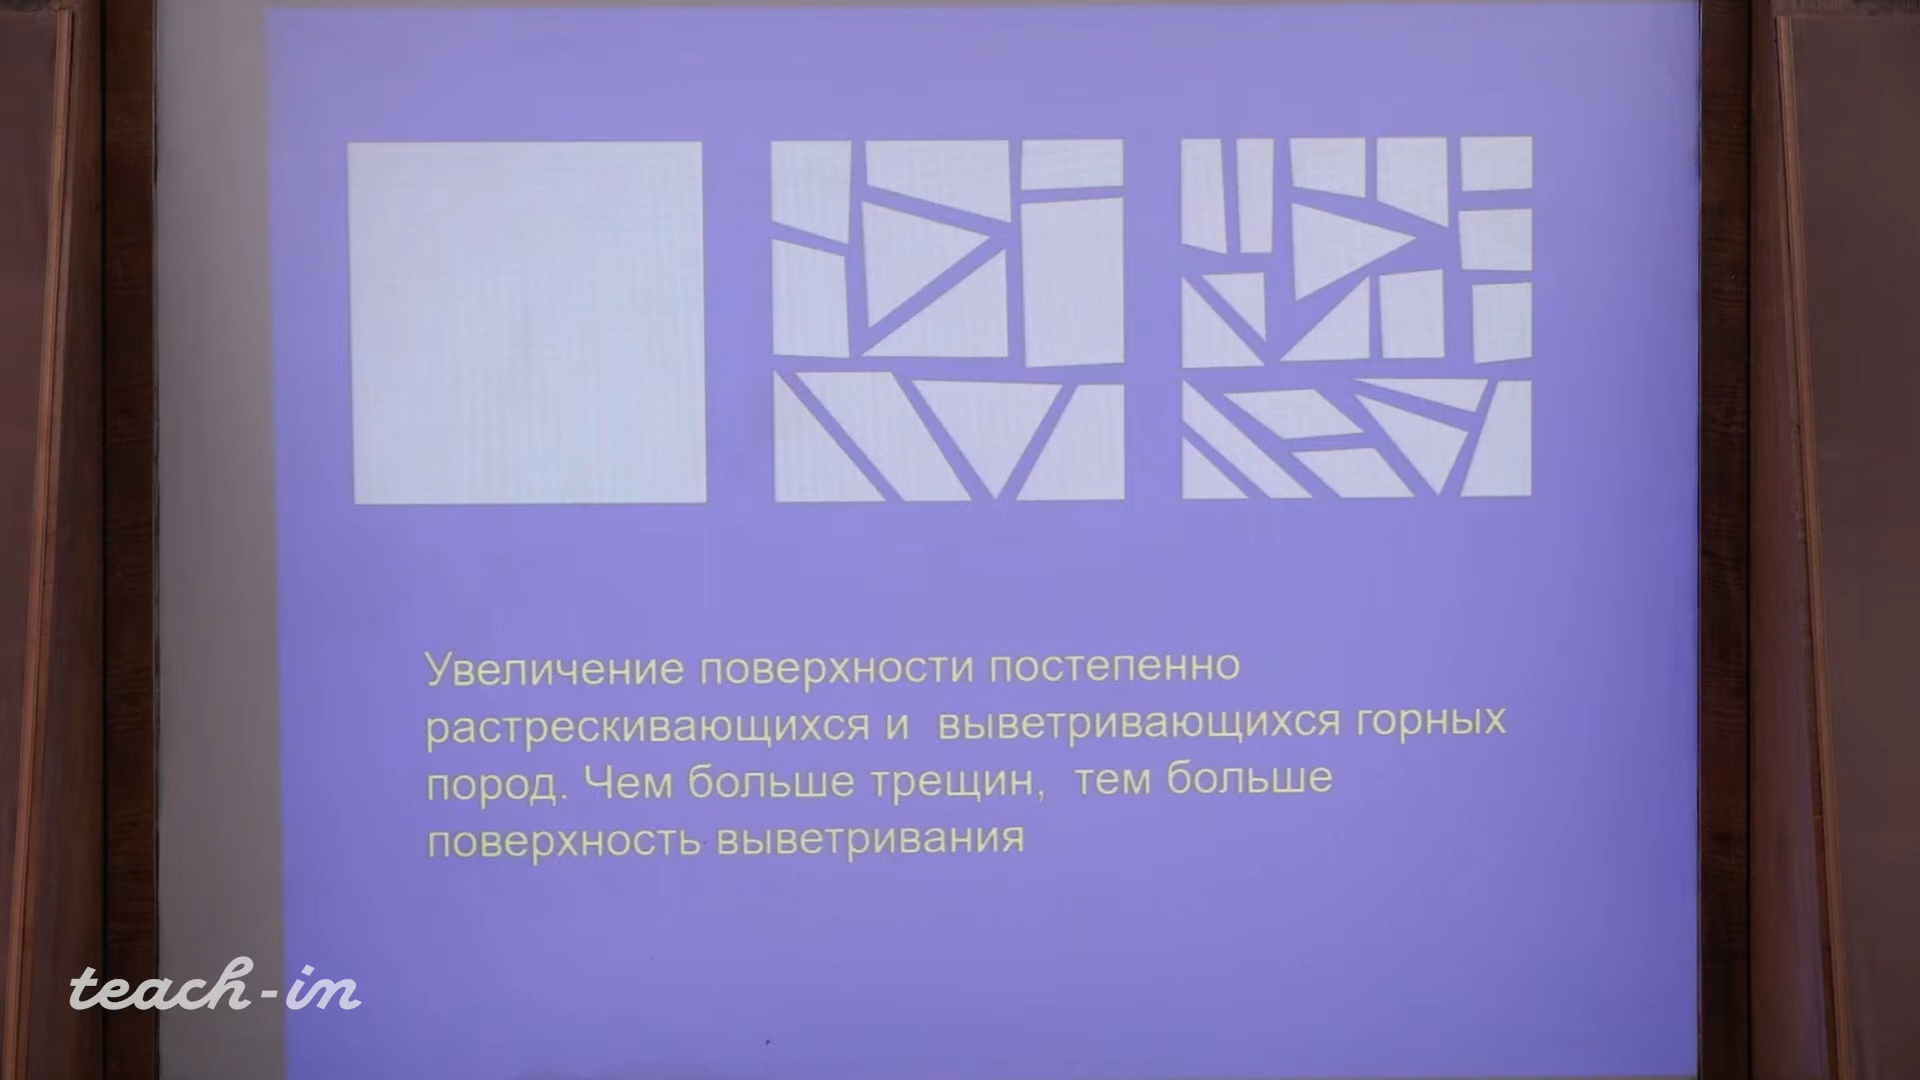 Увеличение поверхности постепенно
растрескивающихся и выветривающихся горных
пород. Чем больше трещин, тем больше
поверхность выветривания
teach-in